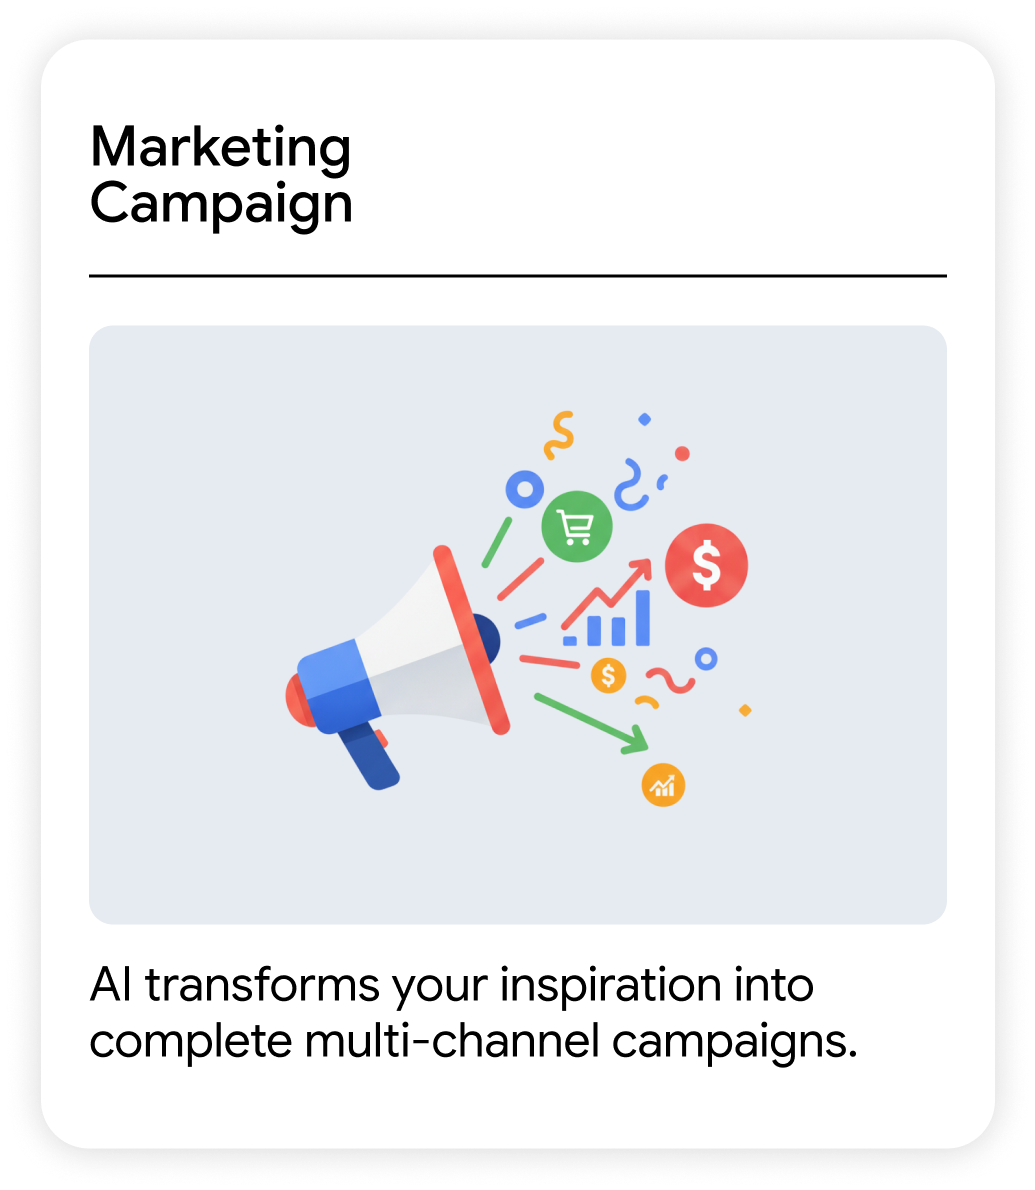 Marketing
Campaign
$
$
AI transforms your inspiration into
complete multi-channel campaigns.